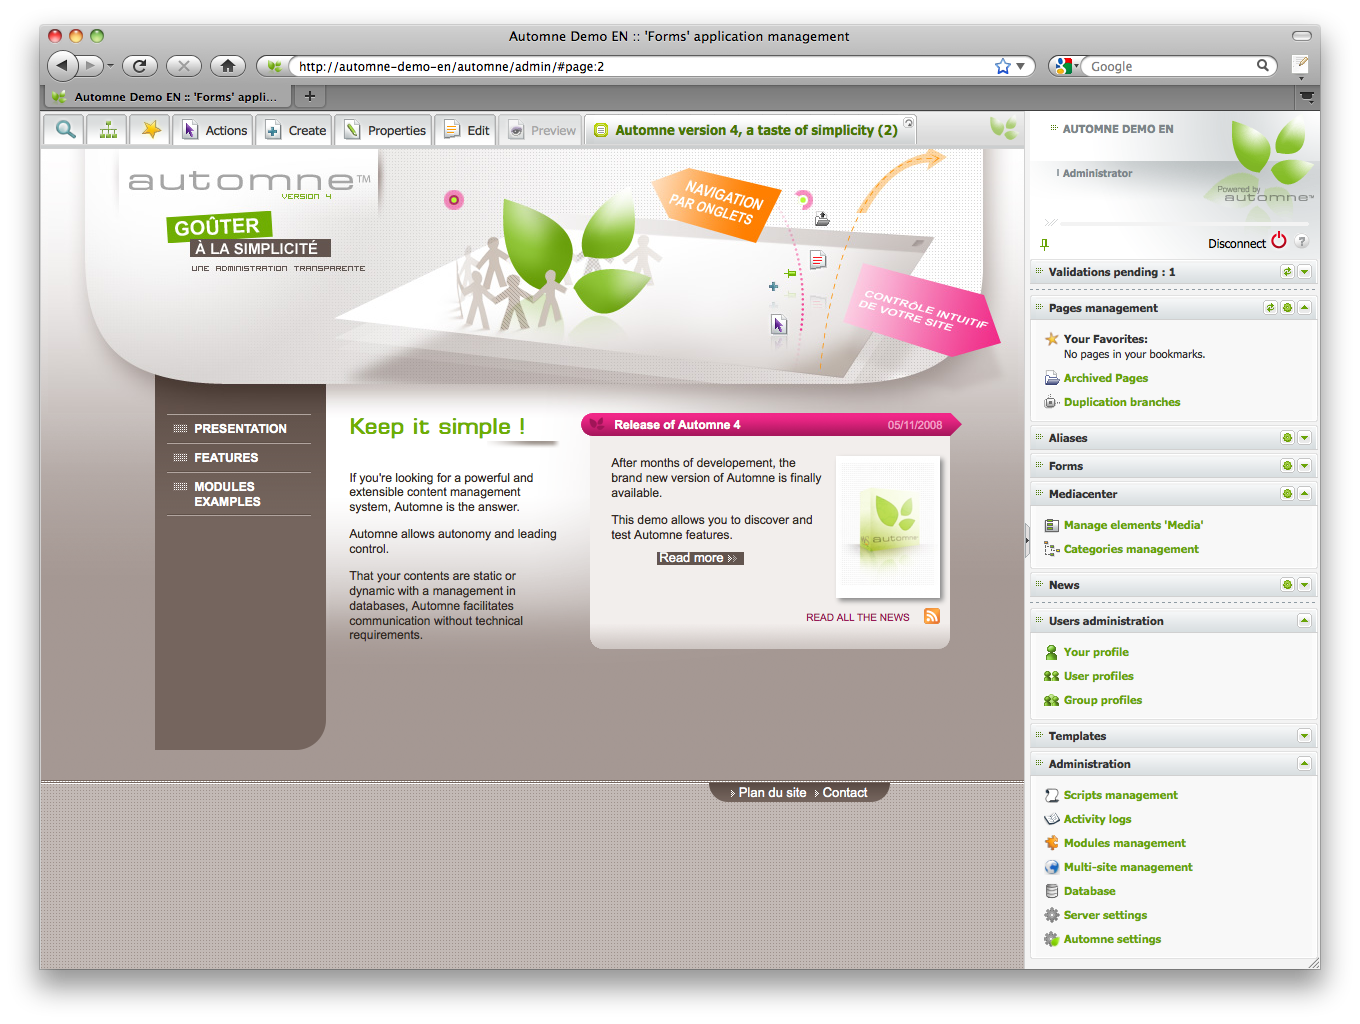 Automne Demo EN :: 'Forms' application management
http://automne-demo-en/automne/admin/#page:2
Google
Automne Demo EN :: 'Forms' appli...
Actions
Create
Properties
Edit
Preview
Automne version 4, a taste of simplicity (2)
automne™
VERSION 4
GOÛTER
À LA SIMPLICITÉ
UNE ADMINISTRATION TRANSPARENTE
NAVIGATION
PAR ONGLETS
CONTRÔLE INTUITIF
DE VOTRE SITE
PRESENTATION
FEATURES
MODULES
EXAMPLES
Keep it simple !
If you're looking for a powerful and
extensible content management
system, Automne is the answer.
Automne allows autonomy and leading
control.
That your contents are static or
dynamic with a management in
databases, Automne facilitates
communication without technical
requirements.
Release of Automne 4
05/11/2008
After months of developement, the
brand new version of Automne is finally
available.
This demo allows you to discover and
test Automne features.
Read more
automne
READ ALL THE NEWS
Plan du site
Contact
AUTOMNE DEMO EN
Administrator
Powered by
automne™
Disconnect
?
Validations pending : 1
Pages management
Your Favorites:
No pages in your bookmarks.
Archived Pages
Duplication branches
Aliases
Forms
Mediacenter
Manage elements 'Media'
Categories management
News
Users administration
Your profile
User profiles
Group profiles
Templates
Administration
Scripts management
Activity logs
Modules management
Multi-site management
Database
Server settings
Automne settings